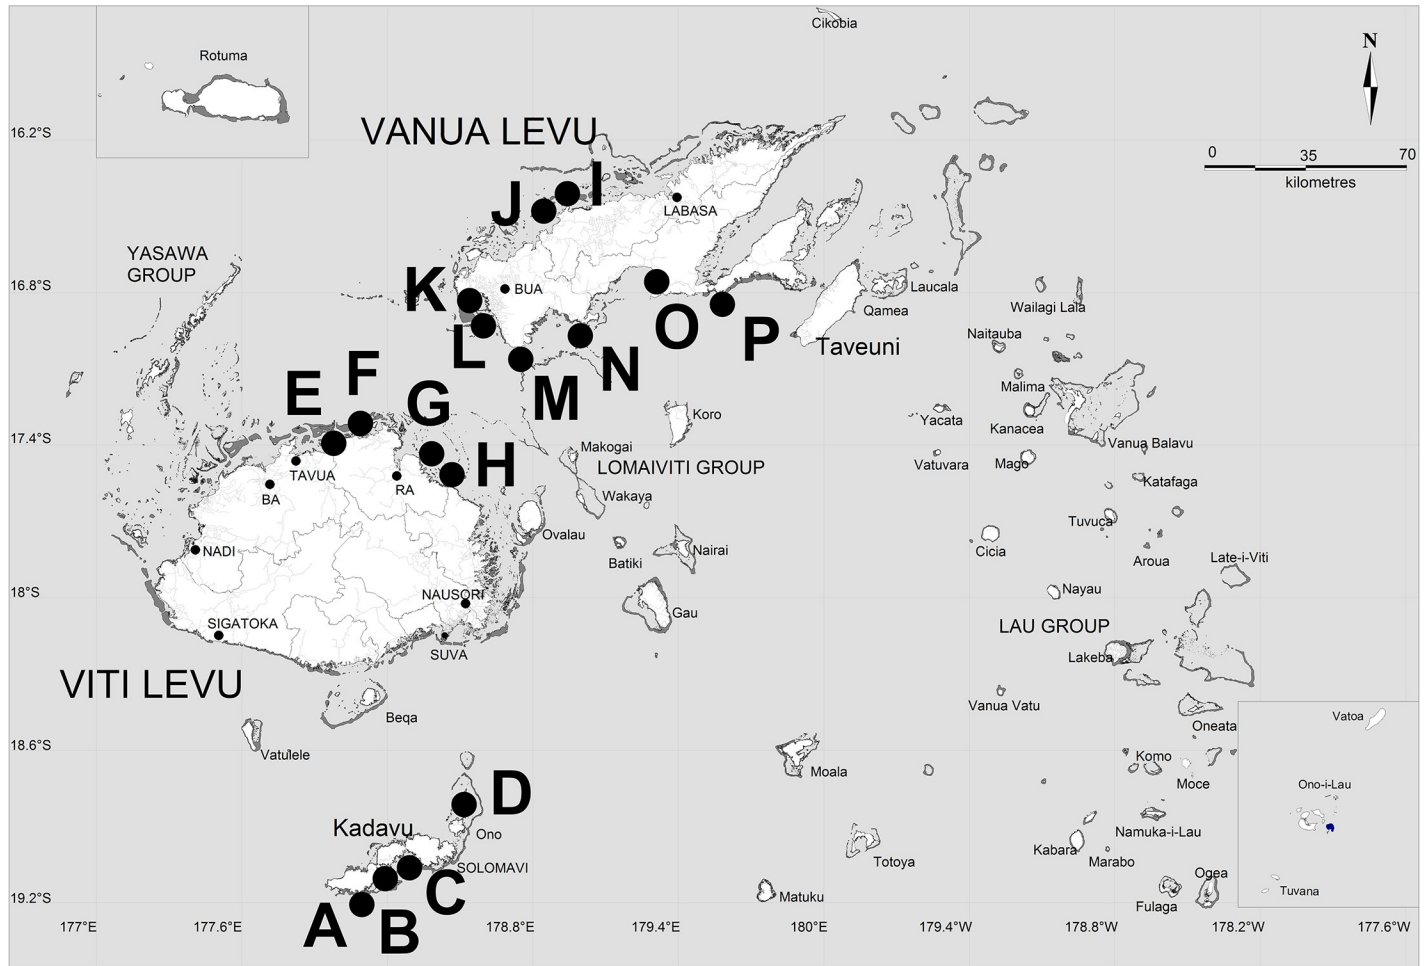 Cikobia
N
Rotuma
16.2°S
VANUA LEVU
0 35 70
kilometres
I
J
LABASA
YASAWA
GROUP
16.8°S
K
BUA
Laucala
Qamea
Wailagi Lala
L
O
P
Taveuni
Naitauba
N
M
E
F
G
Malima
Koro
Yacata
Kanacea
17.4°S
Makogai
Vanua Balavu
H
LOMAIVITI GROUP
Vatuvara
Mago
TAVUA
RA
BA
Wakaya
Katafaga
Tuvuca
Ovalau
NADI
Batiki
Nairai
Cicia
Aroua
Late-i-Viti
18°S
NAUSORI
Nayau
SIGATOKA
Gau
LAU GROUP
SUVA
Lakeba
VITI LEVU
Vanua Vatu
Beqa
Oneata
Vatoa
18.6°S
Vatulele
Moala
Komo
Moce
Ono-i-Lau
D
Kadavu
Ono
Namuka-i-Lau
SOLOMAVI
Totoya
Kabara
Marabo
C
Ogea
19.2°S
Matuku
Fulaga
Tuvana
A
B
177°E 177.6°E 178.8°E 179.4°E 180°E 179.4°W 178.8°W 178.2°W 177.6°W